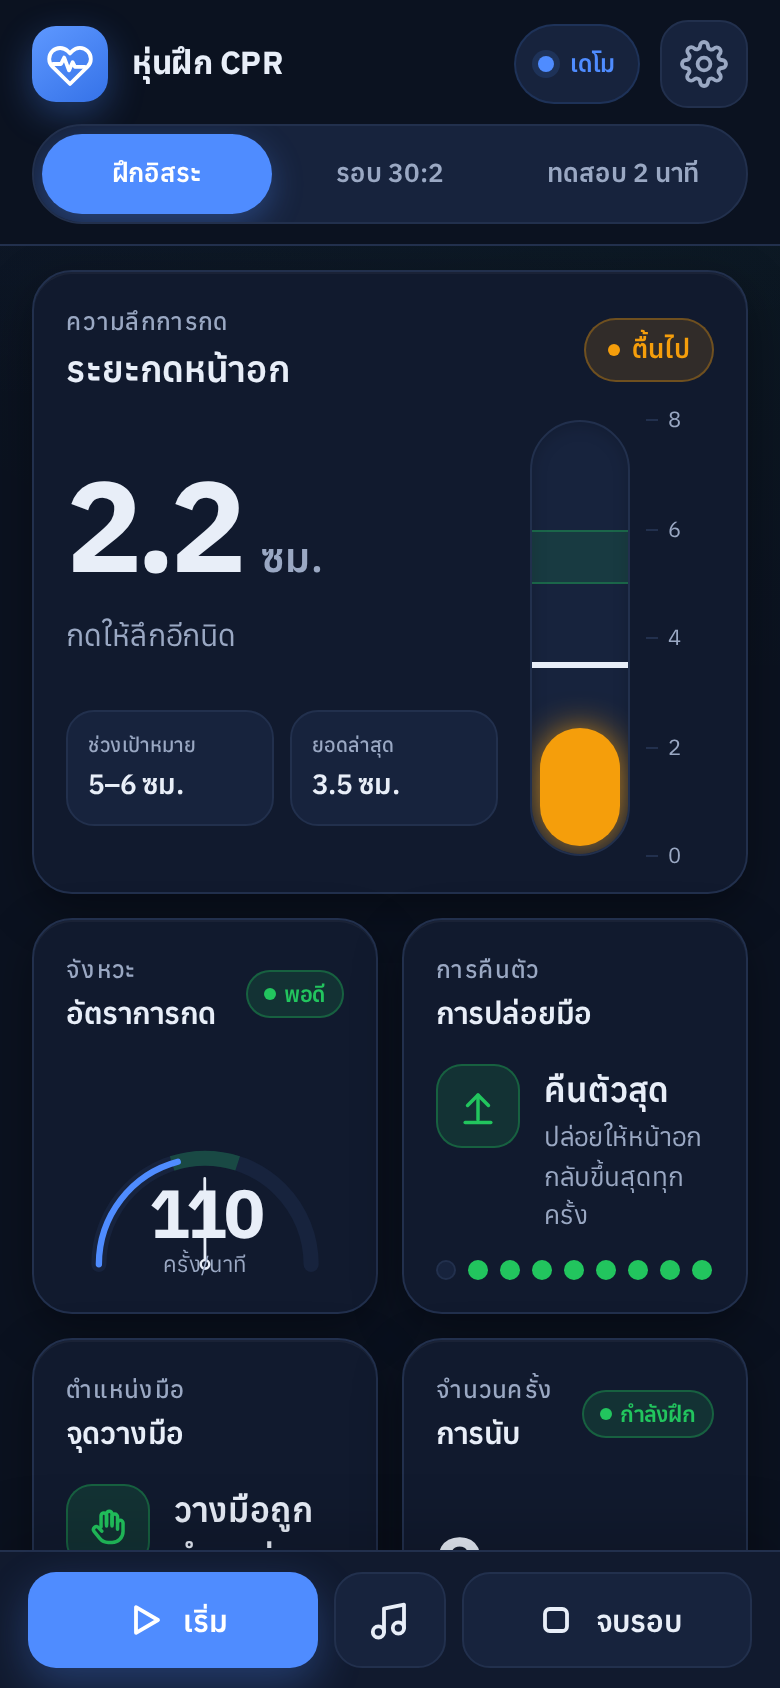 หุ่นฝึก CPR
เดโม
ฝึกอิสระ
รอบ 30:2
ทดสอบ 2 นาที
ความลึกการกด
ระยะกดหน้าอก
ตื้นไป
2.2 ซม.
กดให้ลึกอีกนิด
ช่วงเป้าหมาย
5–6 ซม.
ยอดล่าสุด
3.5 ซม.
8
6
4
2
0
จังหวะ
อัตราการกด
พอดี
110
ครั้ง/นาที
การคืนตัว
การปล่อยมือ
คืนตัวสุด
ปล่อยให้หน้าอก
กลับขึ้นสุดทุก
ครั้ง
ตำแหน่งมือ
จุดวางมือ
วางมือถูก
จำนวนครั้ง
การนับ
กำลังฝึก
เริ่ม
จบรอบ